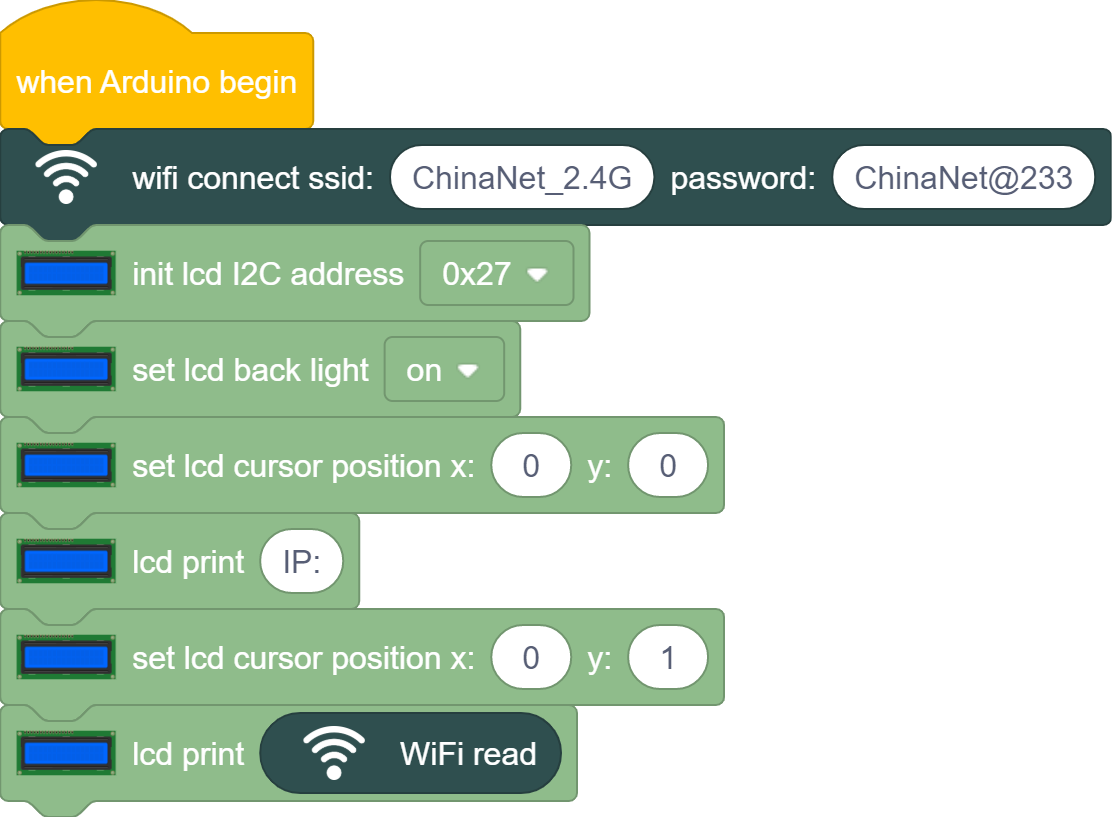 when Arduino begin
wifi connect ssid: ChinaNet_2.4G password: ChinaNet@233
init lcd I2C address 0x27
set lcd back light on
set lcd cursor position x: 0 y: 0
lcd print IP:
set lcd cursor position x: 0 y: 1
lcd print WiFi read